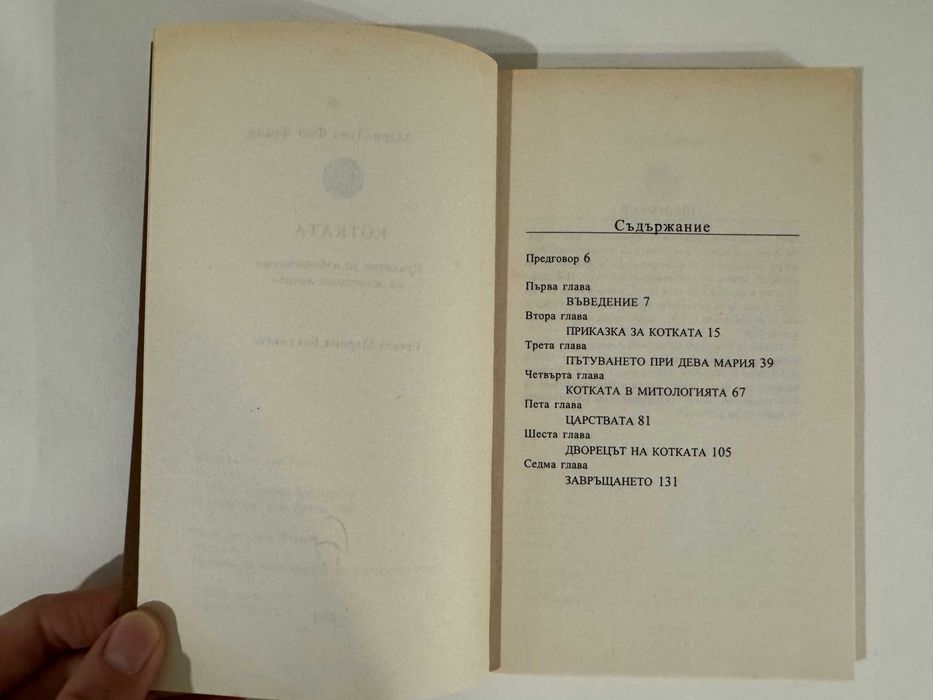 Съдържание
Предговор 6
Първа глава
ВЪВЕДЕНИЕ 7
Втора глава
ПРИКАЗКА ЗА КОТКАТА 15
Трета глава
ПЪТУВАНЕТО ПРИ ДЕВА МАРИЯ 39
Четвърта глава
КОТКАТА В МИТОЛОГИЯТА 67
Пета глава
ЦАРСТВАТА 81
Шеста глава
ДВОРЕЦЪТ НА КОТКАТА 105
Седма глава
ЗАВРЪЩАНЕТО 131